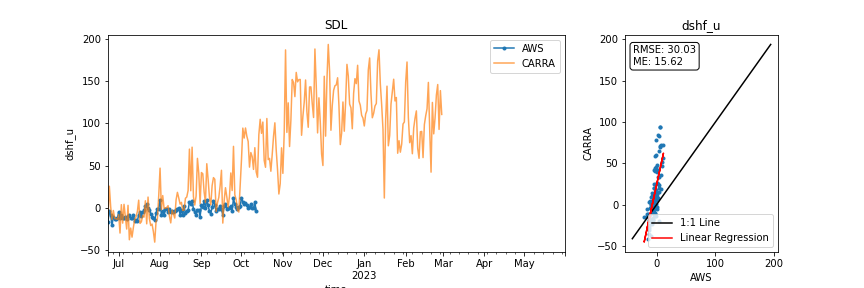 SDL
dshf_u
200
150
100
50
0
−50
Jul
Aug
Sep
Oct
Nov
Dec
Jan
2023
Feb
Mar
Apr
May
time
AWS
CARRA
dshf_u
CARRA
200
150
100
50
0
−50
RMSE: 30.03
ME: 15.62
1:1 Line
Linear Regression
0
100
200
AWS